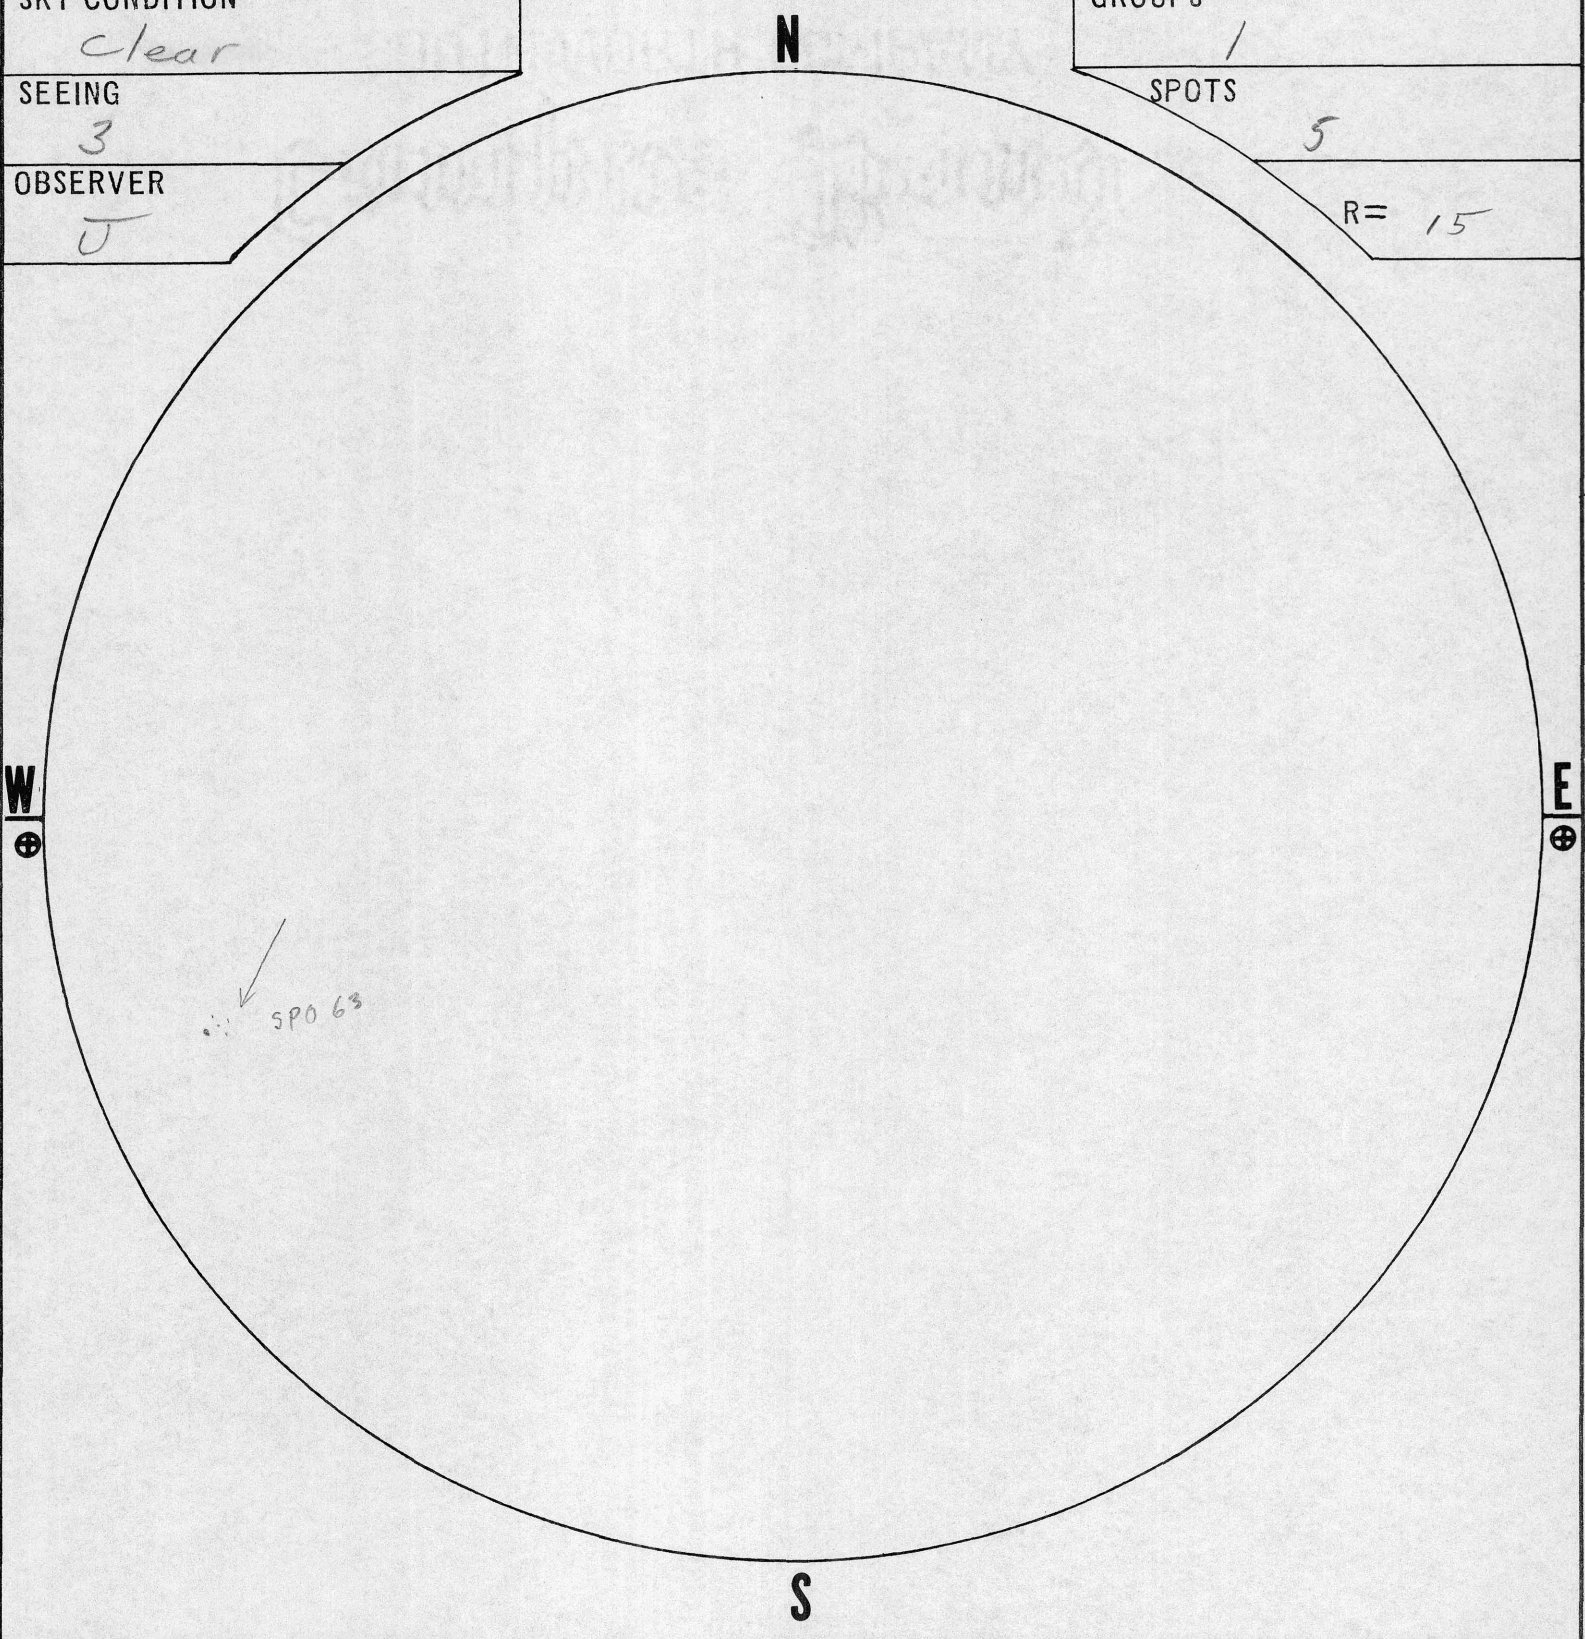 SKY CONDITION
Clear
SEEING
3
OBSERVER
J
N
GROUPS
1
SPOTS
5
R= 15
W
E
SPO 63
S